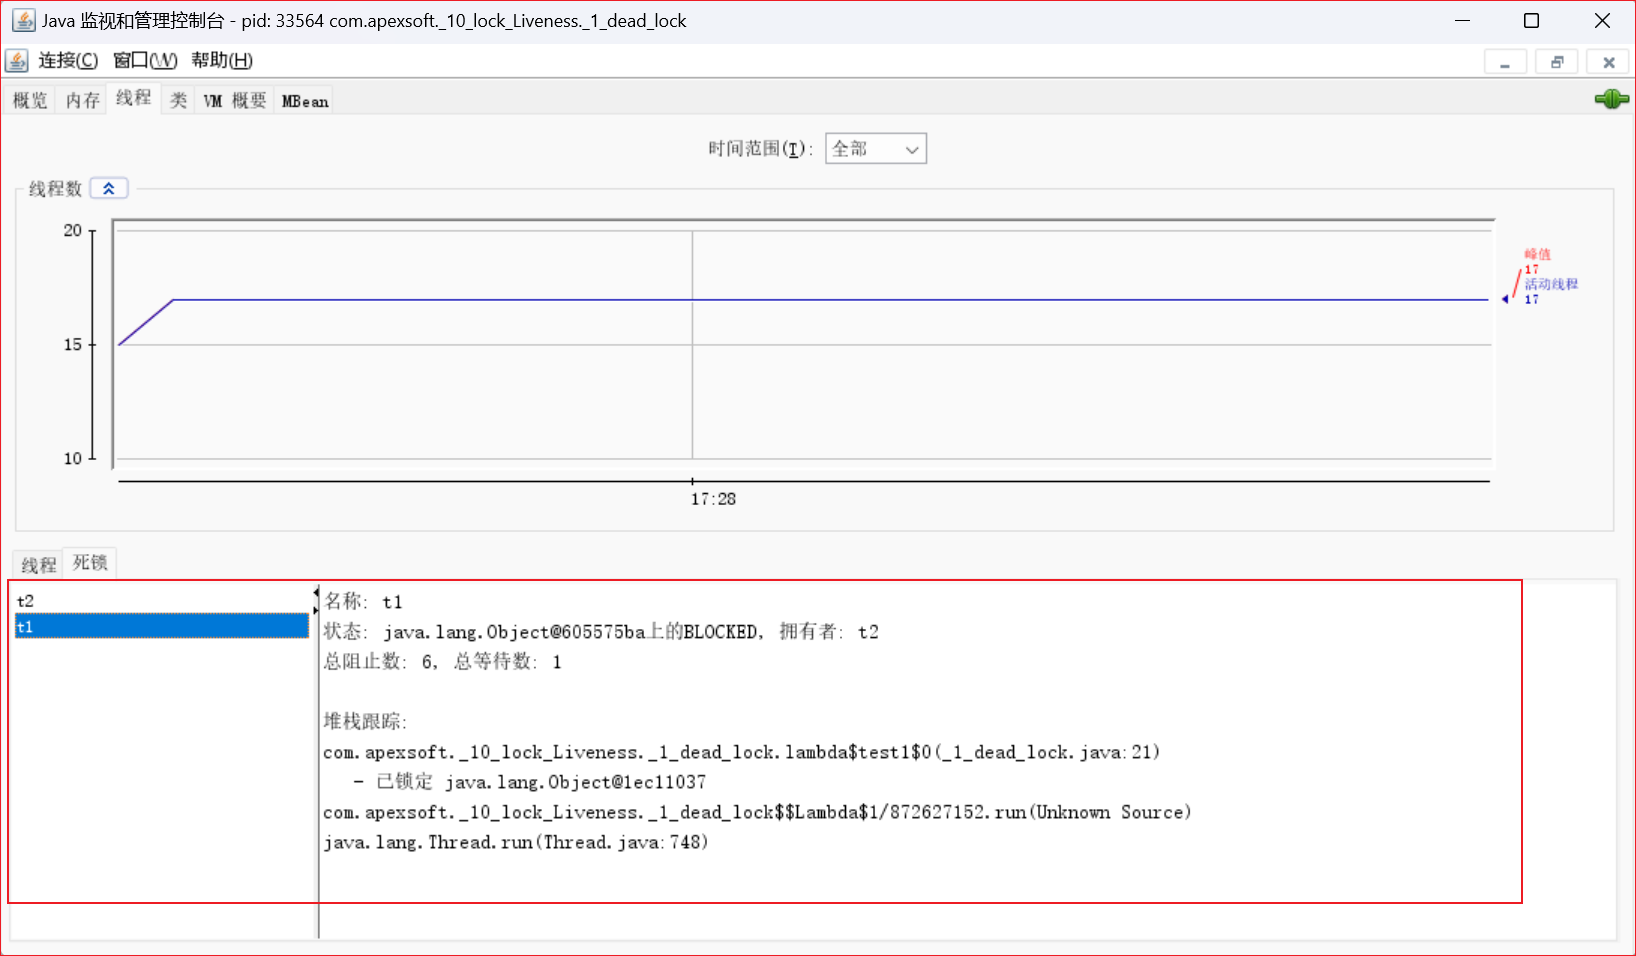 Java 监视和管理控制台 - pid: 33564 com.apexsoft._10_lock_Liveness._1_dead_lock
连接(C) 窗口(W) 帮助(H)
概览 内存 线程 类 VM 概要 MBean
时间范围(T): 全部
线程数
20
15
10
峰值
17
活动线程
17
17:28
线程 死锁
t2
t1
名称: t1
状态: java.lang.Object@605575ba上的BLOCKED, 拥有者: t2
总阻止数: 6, 总等待数: 1
堆栈跟踪:
com.apexsoft._10_lock_Liveness._1_dead_lock.lambda$test1$0(_1_dead_lock.java:21)
- 已锁定 java.lang.Object@1ec11037
com.apexsoft._10_lock_Liveness._1_dead_lock$$Lambda$1/872627152.run(Unknown Source)
java.lang.Thread.run(Thread.java:748)